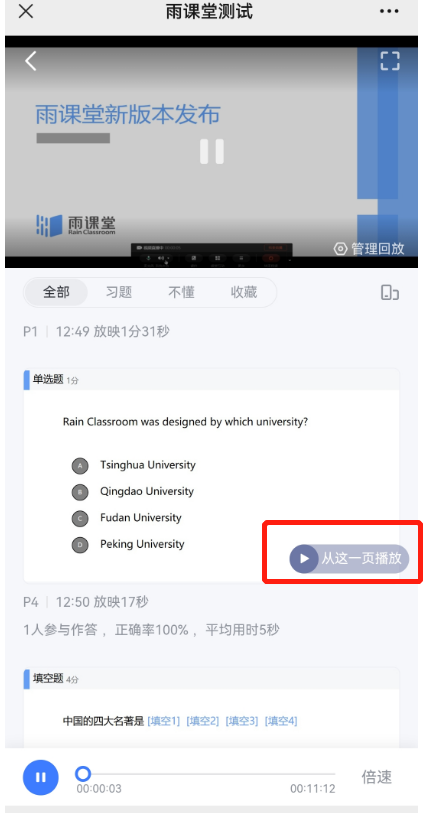 雨课堂测试
雨课堂新版本发布
雨课堂
Rain Classroom
管理回放
全部 习题 不懂 收藏
P1 | 12:49 放映1分31秒
单选题 1分
Rain Classroom was designed by which university?
A Tsinghua University
B Qingdao University
C Fudan University
D Peking University
从这一页播放
P4 | 12:50 放映17秒
1人参与作答 ，正确率100% ，平均用时5秒
填空题 4分
中国的四大名著是 [填空1] [填空2] [填空3] [填空4]
00:00:03 00:11:12 倍速